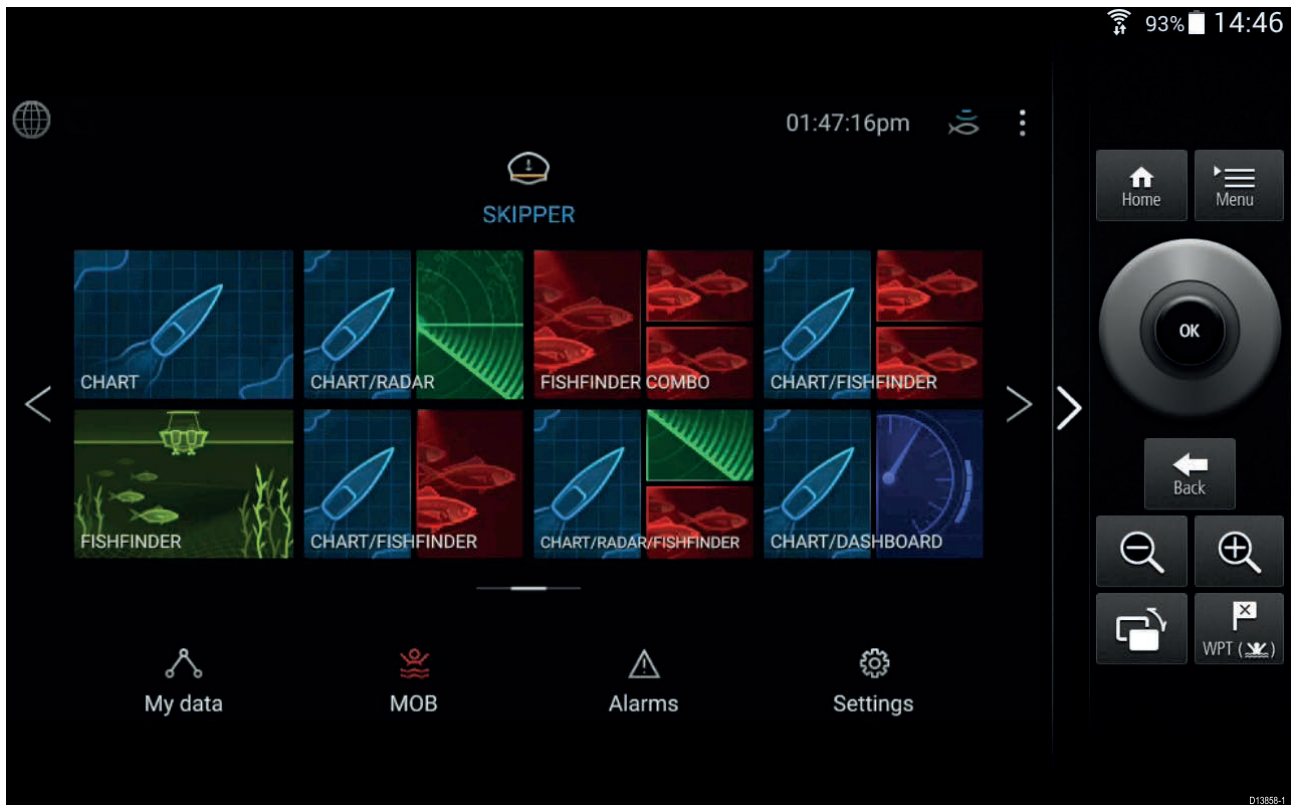 93% 14:46
01:47:16pm
SKIPPER
CHART
CHART/RADAR
FISHFINDER COMBO
CHART/FISHFINDER
FISHFINDER
CHART/FISHFINDER
CHART/RADAR/FISHFINDER
CHART/DASHBOARD
My data
MOB
Alarms
Settings
Home
Menu
OK
Back
WPT ( )
D13858-1